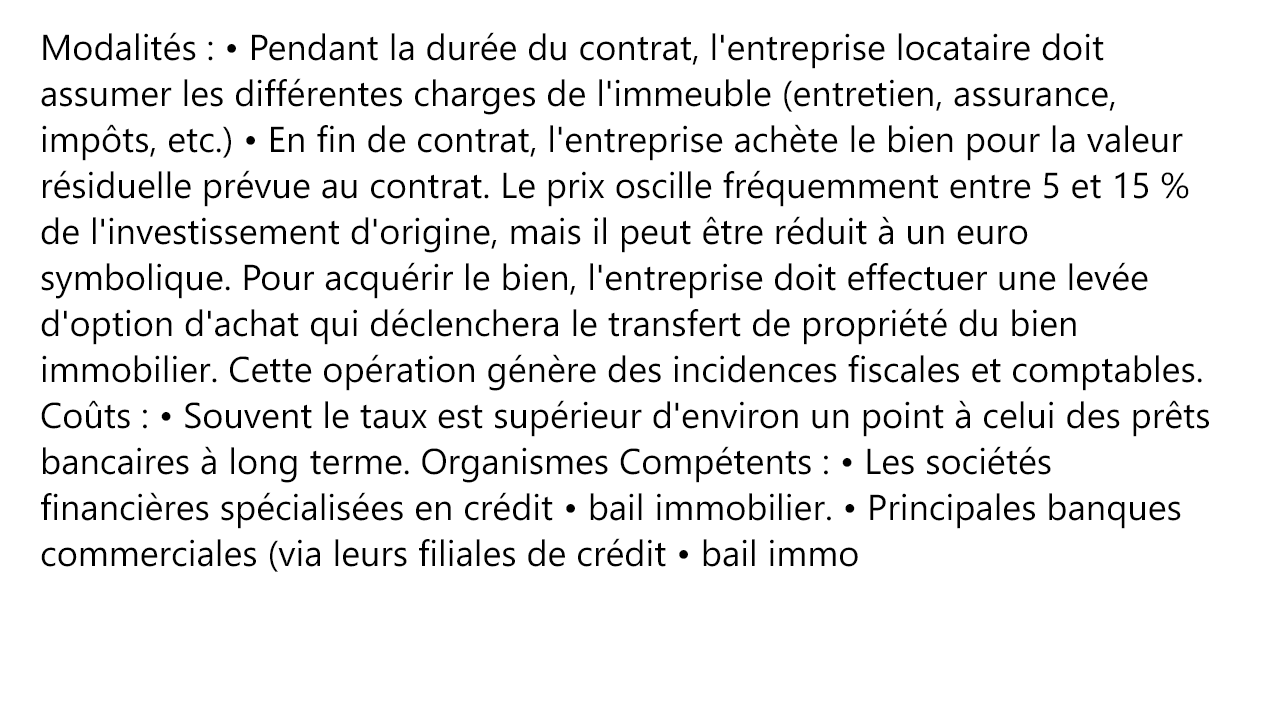 Modalités : • Pendant la durée du contrat, l'entreprise locataire doit
assumer les différentes charges de l'immeuble (entretien, assurance,
impôts, etc.) • En fin de contrat, l'entreprise achète le bien pour la valeur
résiduelle prévue au contrat. Le prix oscille fréquemment entre 5 et 15 %
de l'investissement d'origine, mais il peut être réduit à un euro
symbolique. Pour acquérir le bien, l'entreprise doit effectuer une levée
d'option d'achat qui déclenchera le transfert de propriété du bien
immobilier. Cette opération génère des incidences fiscales et comptables.
Coûts : • Souvent le taux est supérieur d'environ un point à celui des prêts
bancaires à long terme. Organismes Compétents : • Les sociétés
financières spécialisées en crédit • bail immobilier. • Principales banques
commerciales (via leurs filiales de crédit • bail immo